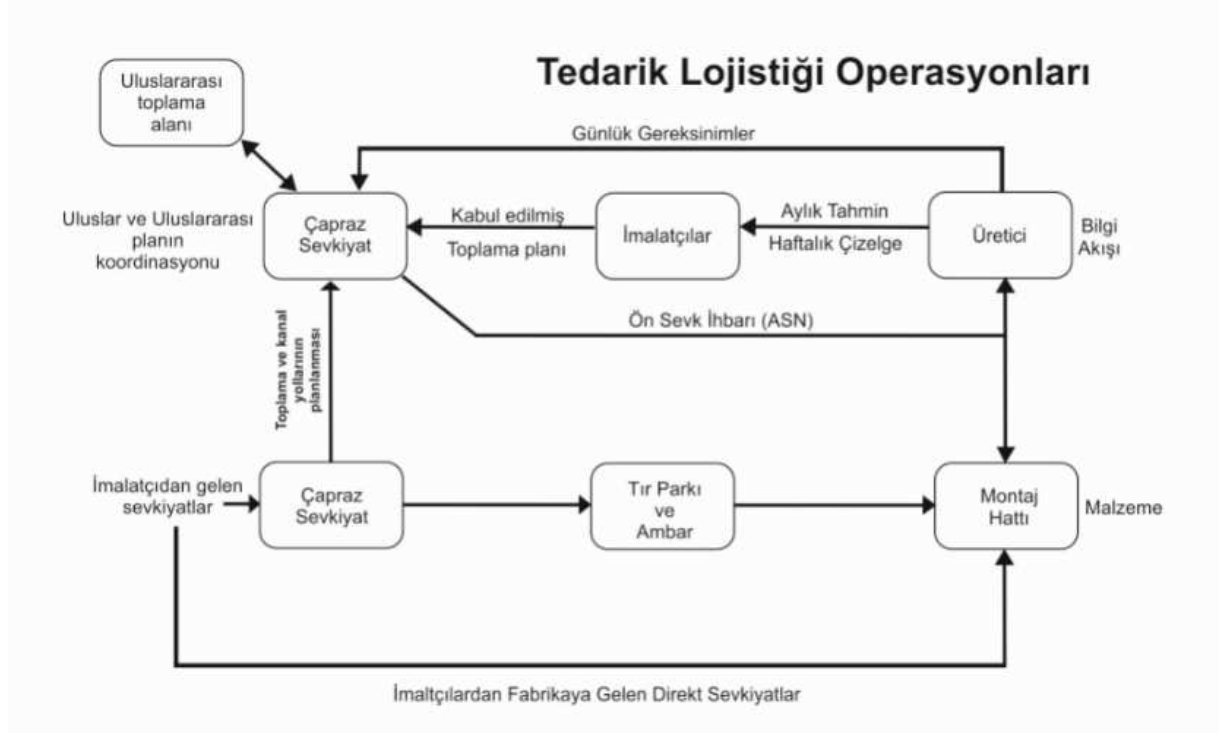 Tedarik Lojistiği Operasyonları
Uluslararası
toplama
alanı
Günlük Gereksinimler
Uluslar ve Uluslararası
planın
koordinasyonu
Çapraz
Sevkiyat
Kabul edilmiş
Toplama planı
İmalatçılar
Aylık Tahmin
Haftalık Çizelge
Üretici
Bilgi
Akışı
Ön Sevk İhbarı (ASN)
Toplama ve kanal
yollarının
planlanması
İmalatçıdan gelen
sevkiyatlar
Çapraz
Sevkiyat
Tır Parkı
ve
Ambar
Montaj
Hattı
Malzeme
İmaltçılardan Fabrikaya Gelen Direkt Sevkiyatlar